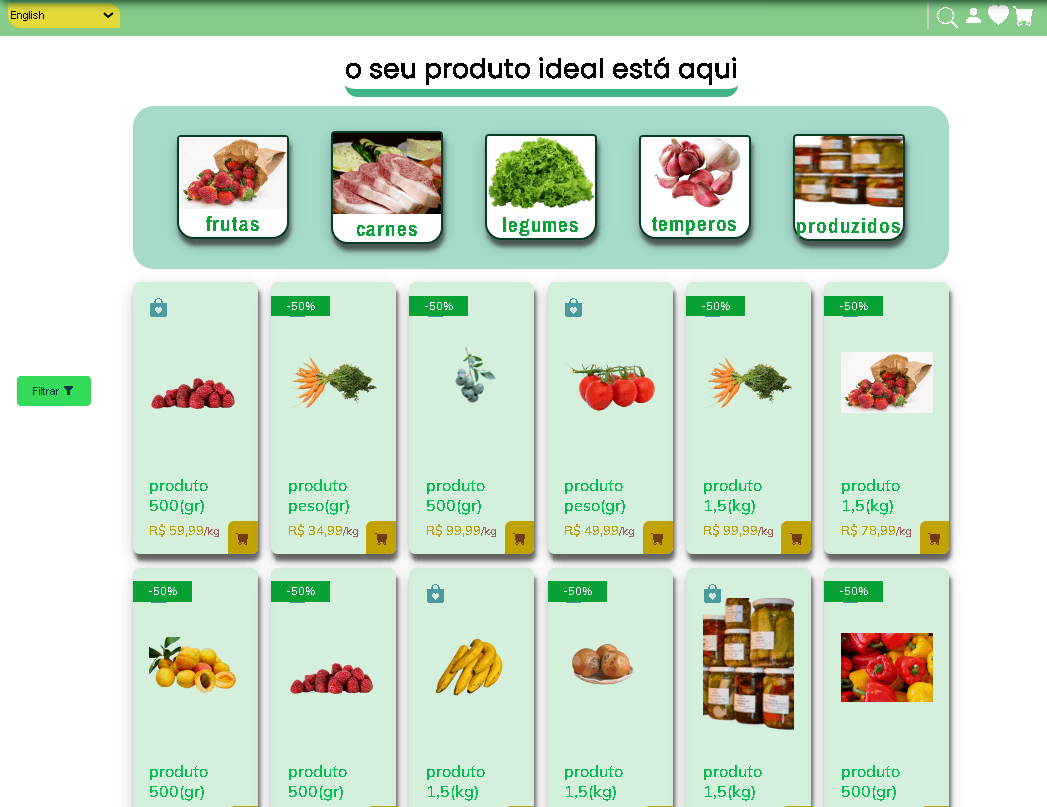 English
o seu produto ideal está aqui
frutas
carnes
legumes
temperos
produzidos
-50%
-50%
-50%
-50%
Filtrar
produto
500(gr)
R$ 59,99/kg
produto
peso(gr)
R$ 34,99/kg
produto
500(gr)
R$ 99,99/kg
produto
peso(gr)
R$ 49,99/kg
produto
1,5(kg)
R$ 99,99/kg
produto
1,5(kg)
R$ 78,99/kg
-50%
-50%
-50%
-50%
produto
500(gr)
produto
500(gr)
produto
1,5(kg)
produto
1,5(kg)
produto
1,5(kg)
produto
500(gr)